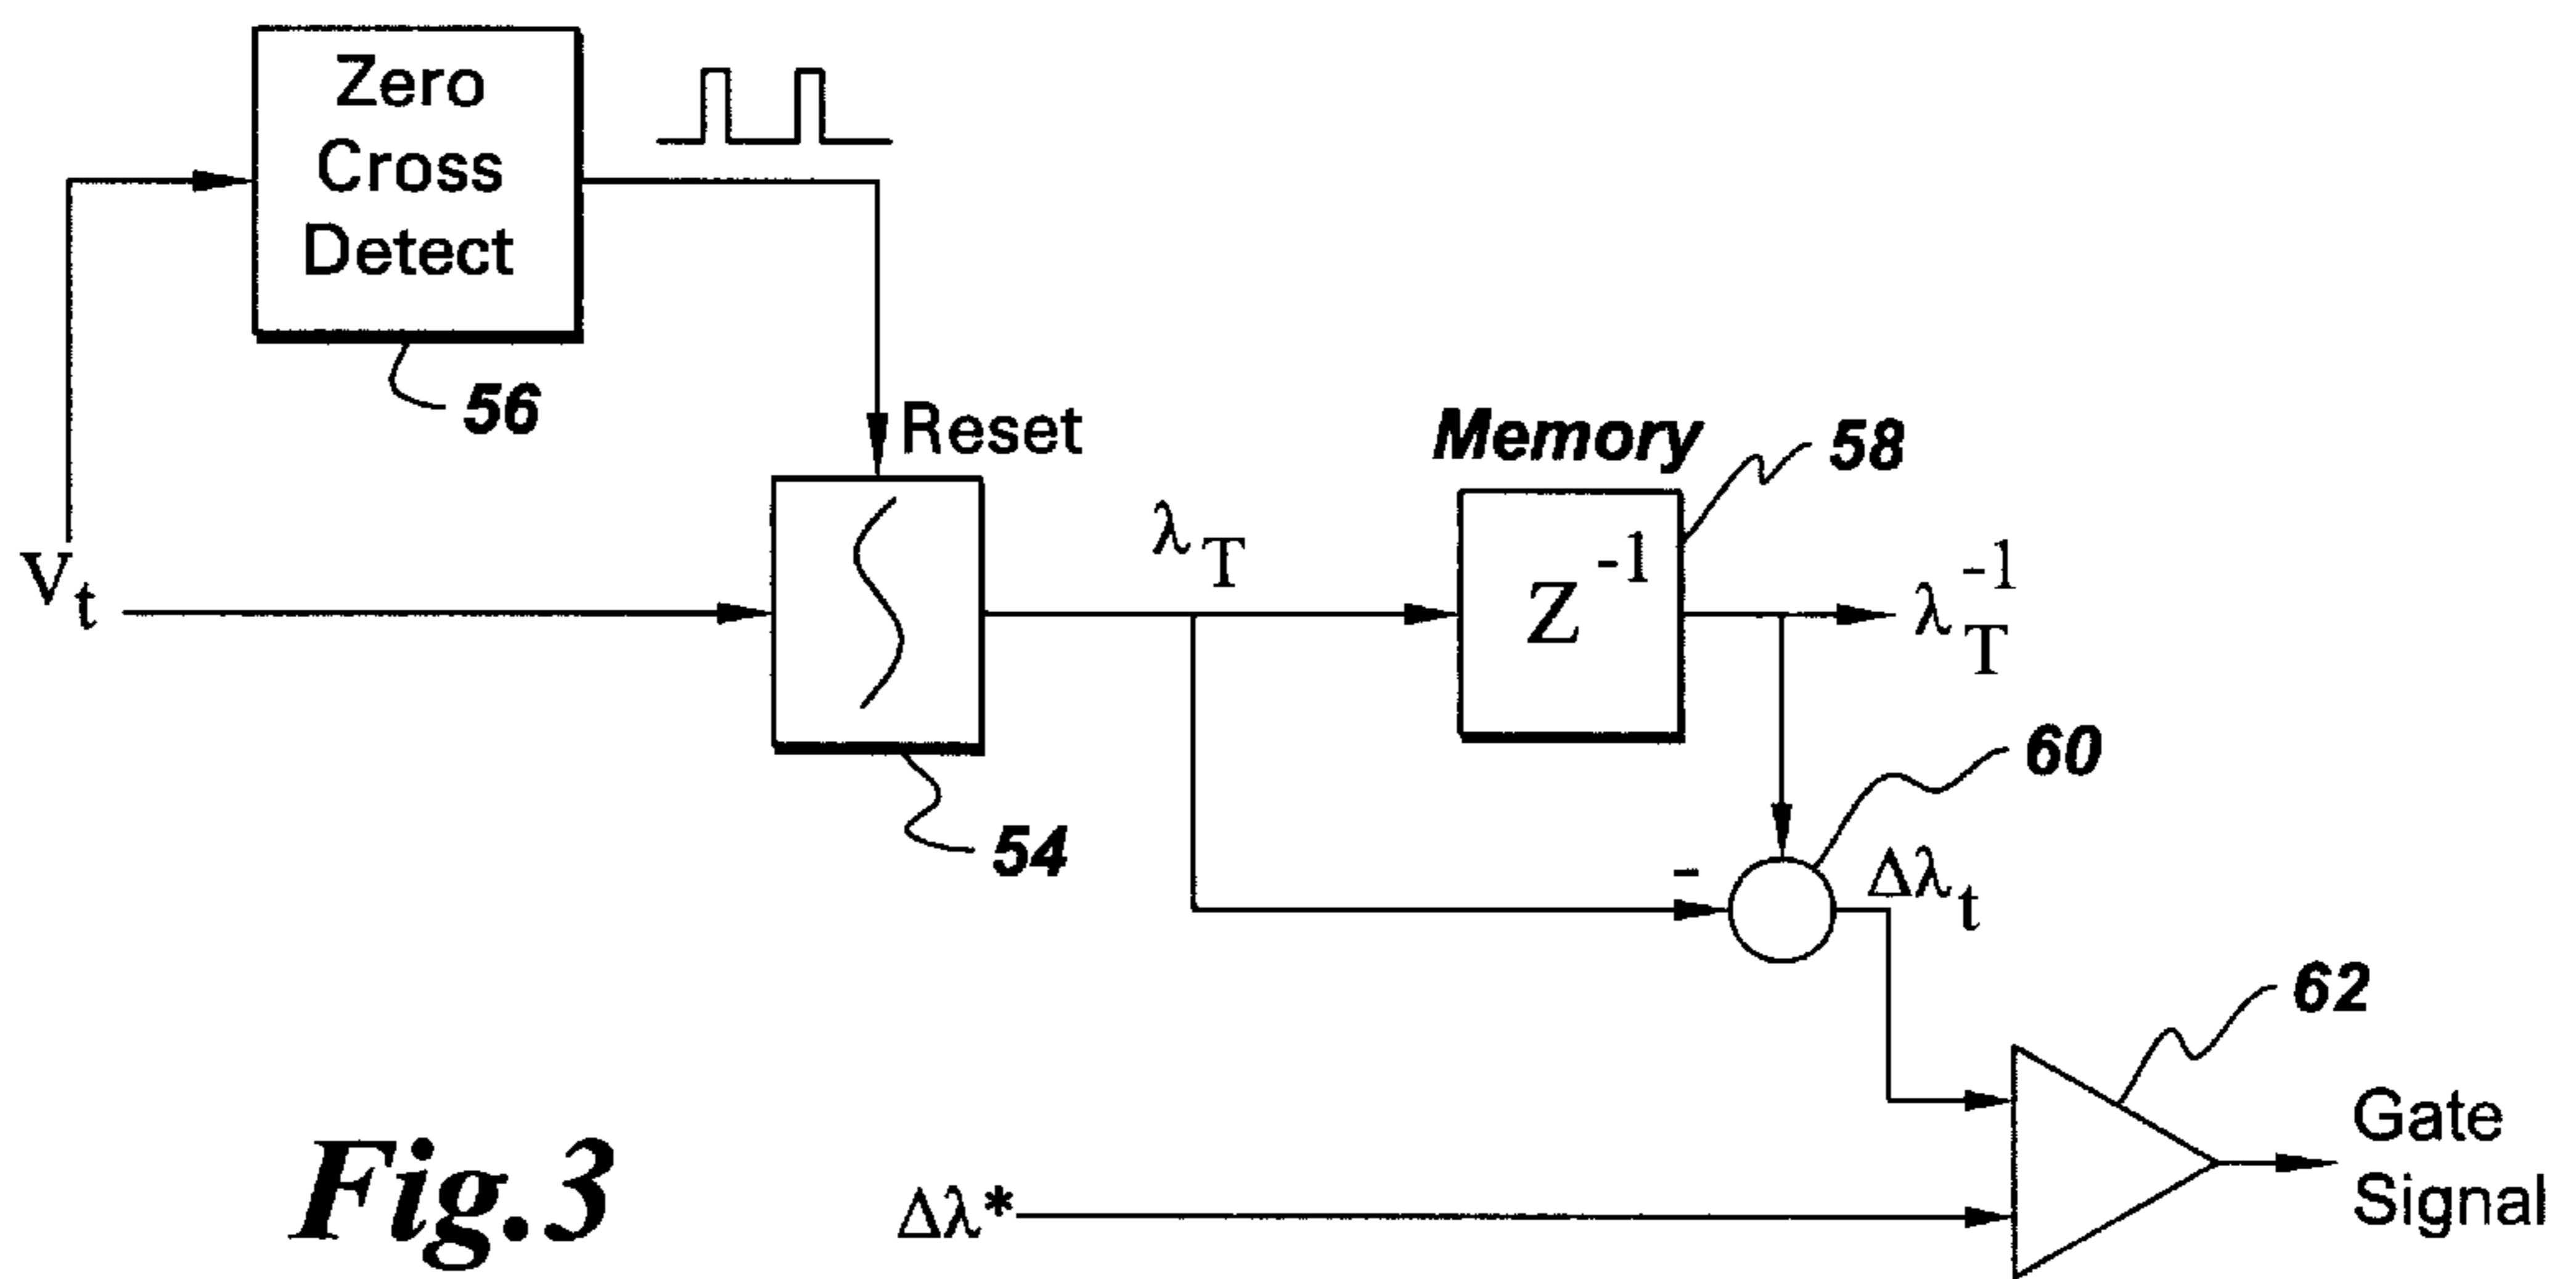 Zero
Cross
Detect
56
Reset
Memory
58
Vt
λT
Z-1
λT-1
54
60
-
Δλt
62
Gate
Signal
Δλ*
Fig.3